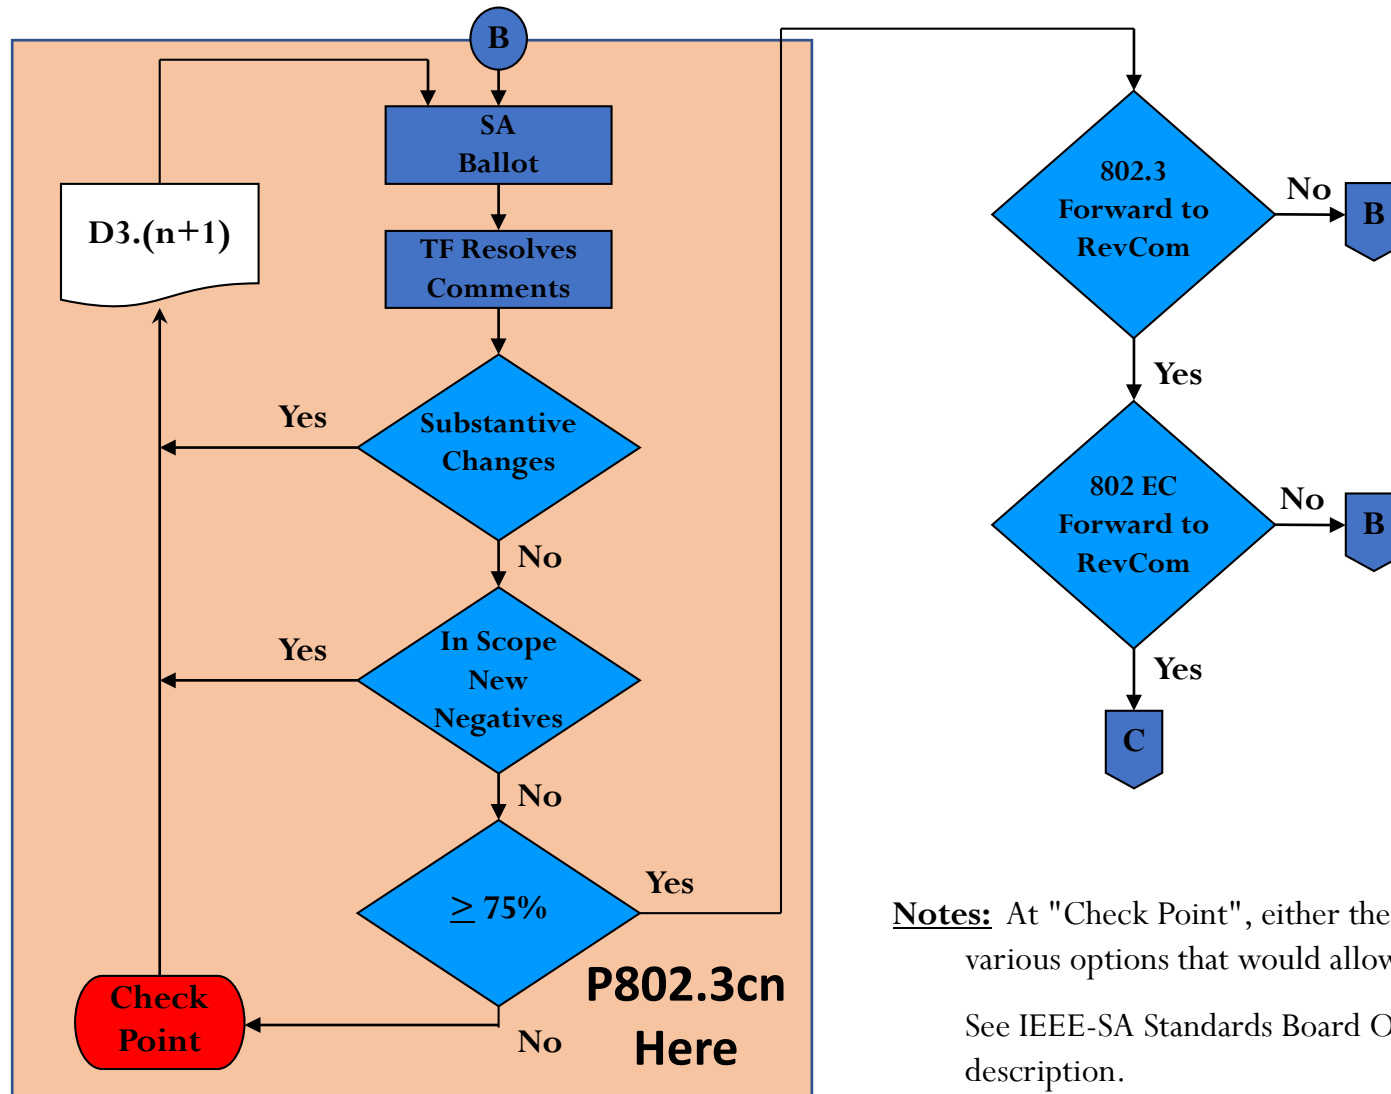 B
SA
Ballot
D3.(n+1)
TF Resolves
Comments
Yes
Substantive
Changes
No
Yes
In Scope
New
Negatives
No
≥ 75%
Yes
Check
Point
No
P802.3cn
Here
802.3
Forward to
RevCom
No
B
Yes
802 EC
Forward to
RevCom
No
B
Yes
C
Notes: At "Check Point", either the
various options that would allow
See IEEE-SA Standards Board O
description.